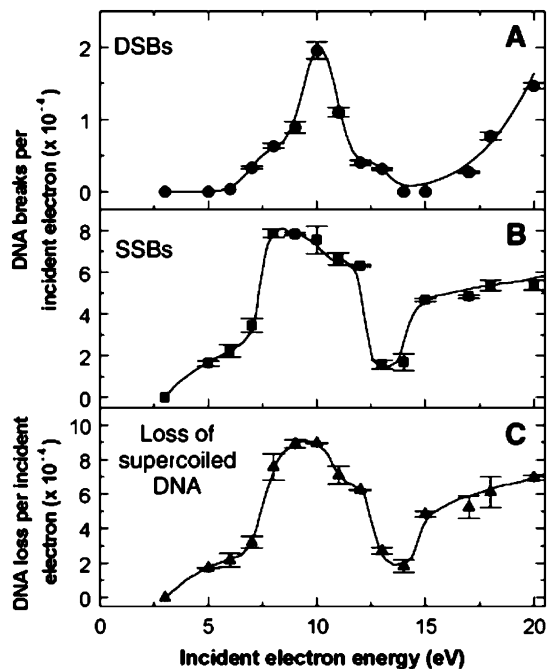 DSBs
A
2
1
0
DNA breaks per
incident electron (x 10⁻⁴)
SSBs
B
8
6
4
2
0
Loss of
supercoiled
DNA
C
10
8
6
4
2
0
DNA loss per incident
electron (x 10⁻⁴)
0 5 10 15 20
Incident electron energy (eV)